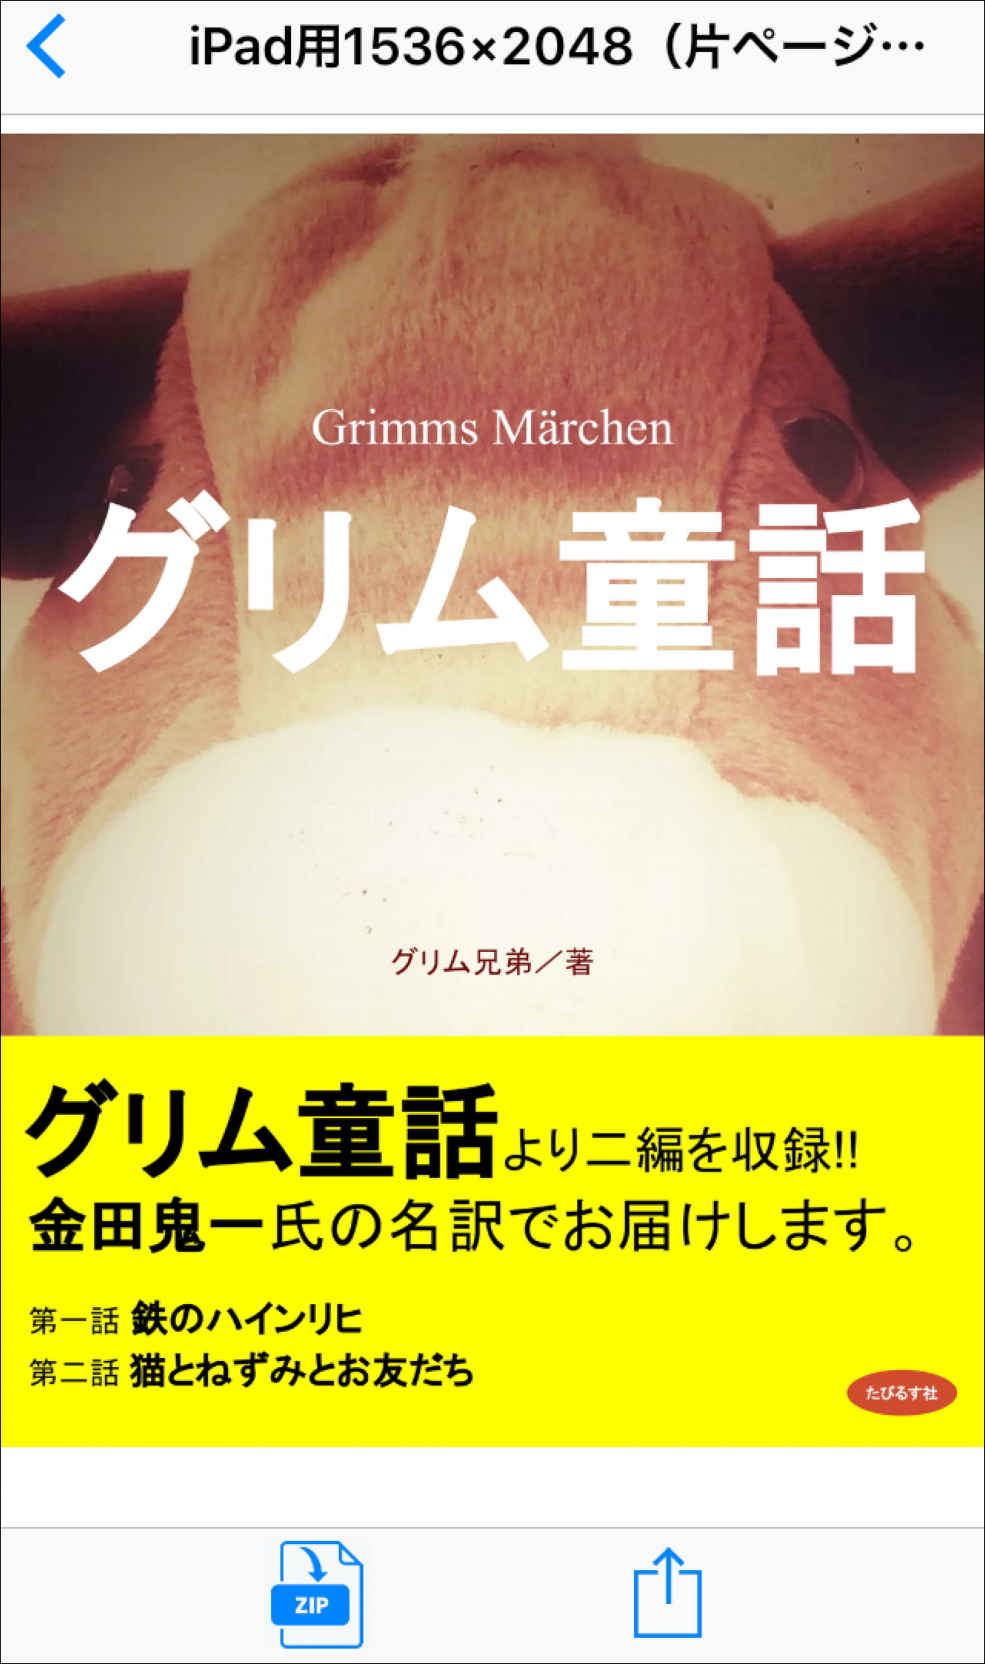 iPad用1536×2048（片ページ…
Grimms Märchen
グリム童話
グリム兄弟／著
グリム童話より二編を収録!!
金田鬼一氏の名訳でお届けします。
第一話 鉄のハインリヒ
第二話 猫とねずみとお友だち
たびるす社
ZIP